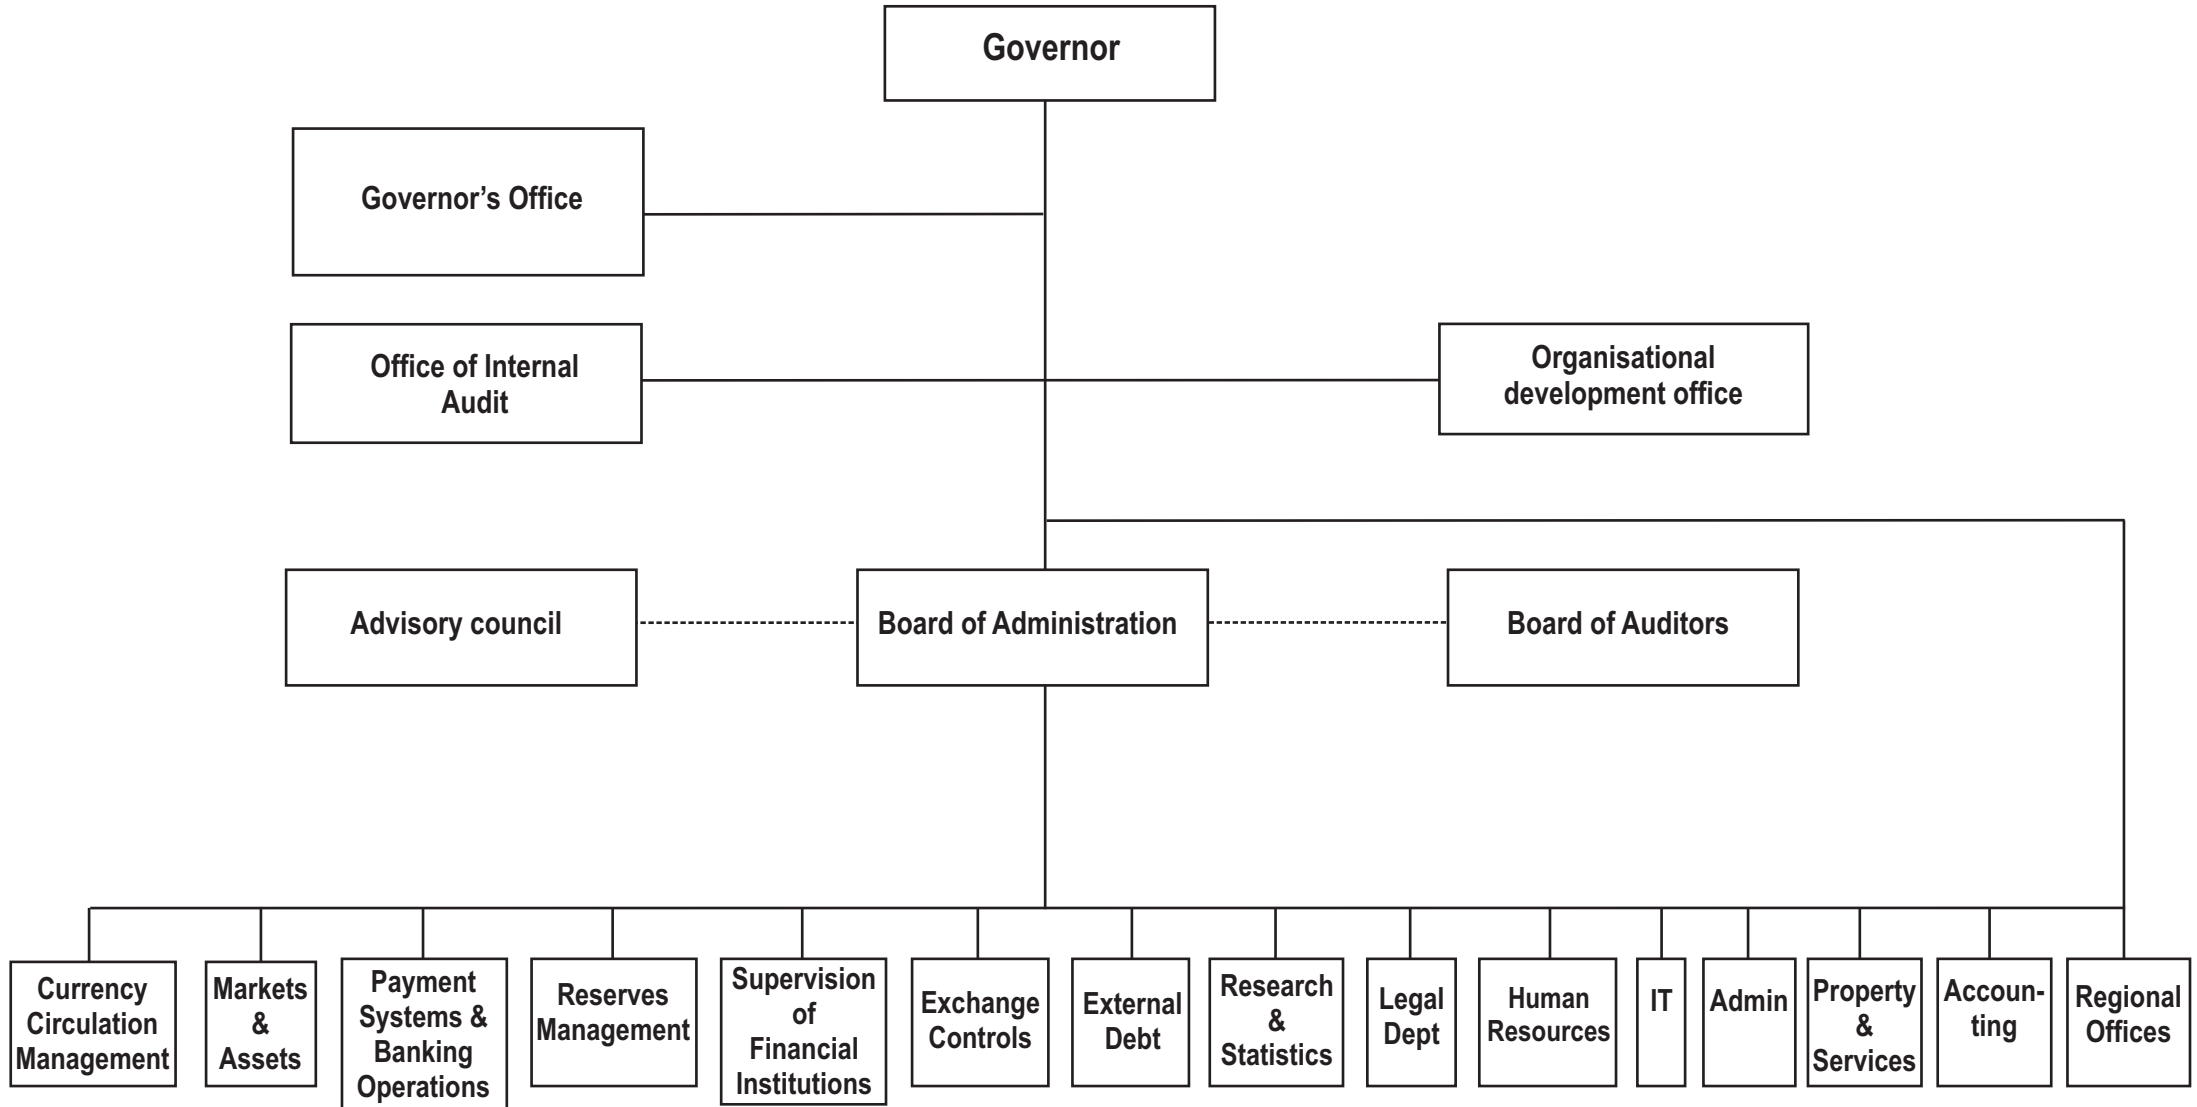 Governor
Governor’s Office
Office of Internal
Audit
Organisational
development office
Advisory council
Board of Administration
Board of Auditors
Currency
Circulation
Management
Markets
&
Assets
Payment
Systems &
Banking
Operations
Reserves
Management
Supervision
of
Financial
Institutions
Exchange
Controls
External
Debt
Research
&
Statistics
Legal
Dept
Human
Resources
IT
Admin
Property
&
Services
Accoun-
ting
Regional
Offices